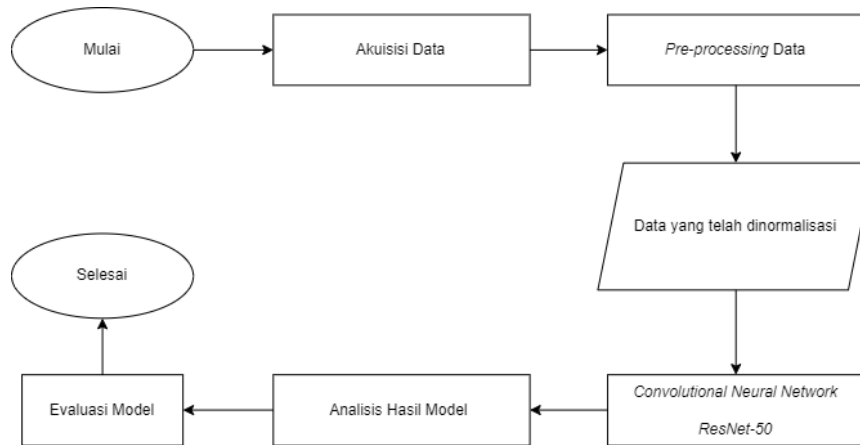 Mulai
Akuisisi Data
Pre-processing Data
Data yang telah dinormalisasi
Convolutional Neural Network
ResNet-50
Analisis Hasil Model
Evaluasi Model
Selesai